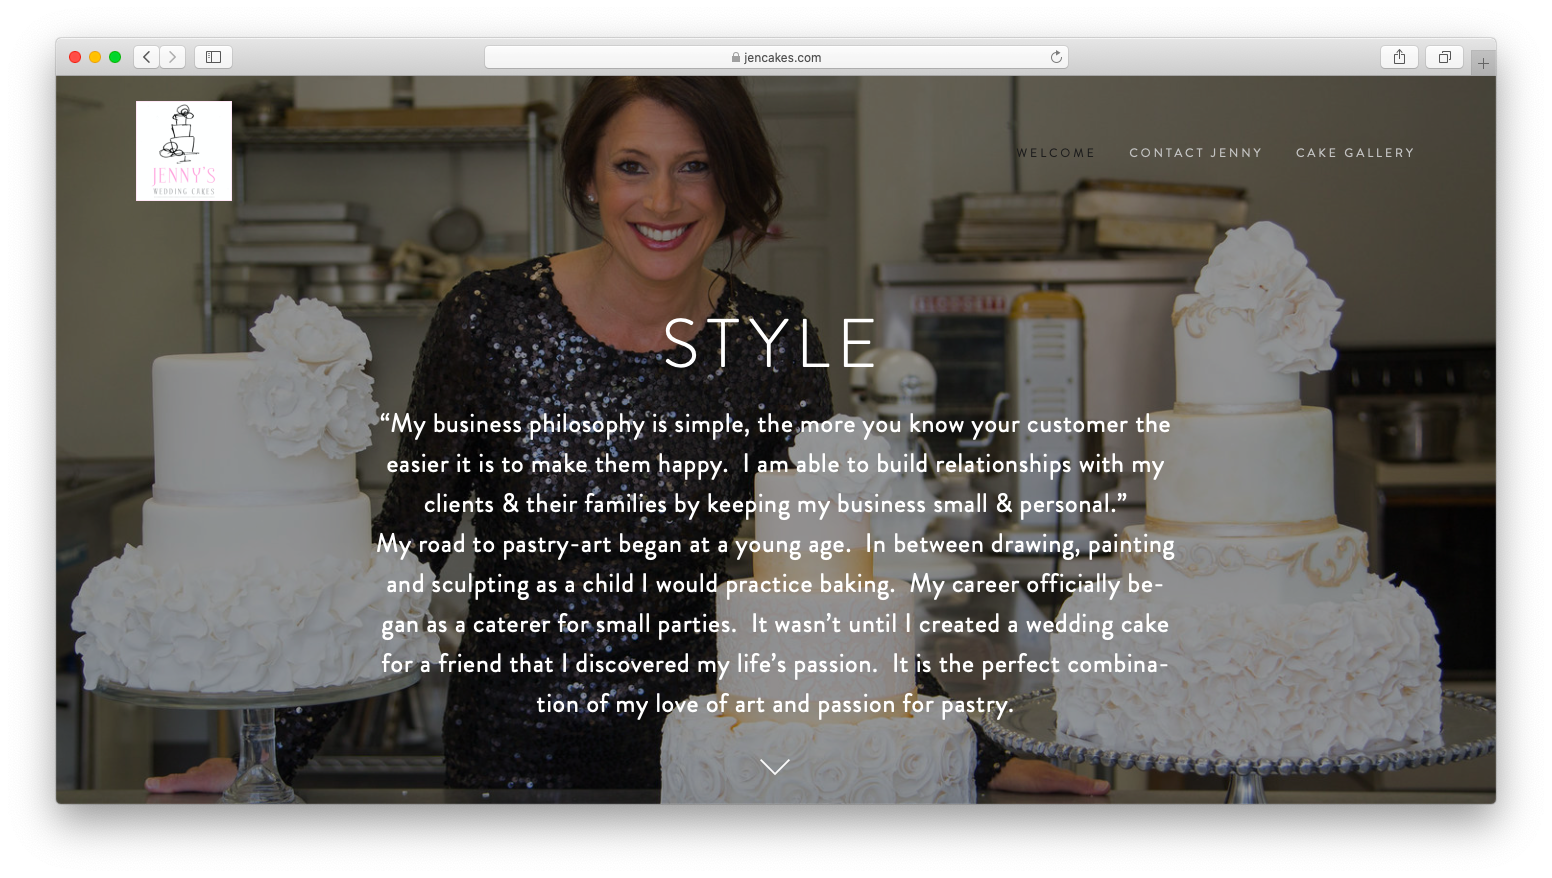 jencakes.com
JENNY'S
WEDDING CAKES
WELCOME
CONTACT JENNY
CAKE GALLERY
BLODGETT
STYLE
“My business philosophy is simple, the more you know your customer the
easier it is to make them happy.  I am able to build relationships with my
clients & their families by keeping my business small & personal.”
My road to pastry-art began at a young age.  In between drawing, painting
and sculpting as a child I would practice baking.  My career officially be-
gan as a caterer for small parties.  It wasn’t until I created a wedding cake
for a friend that I discovered my life’s passion.  It is the perfect combina-
tion of my love of art and passion for pastry.